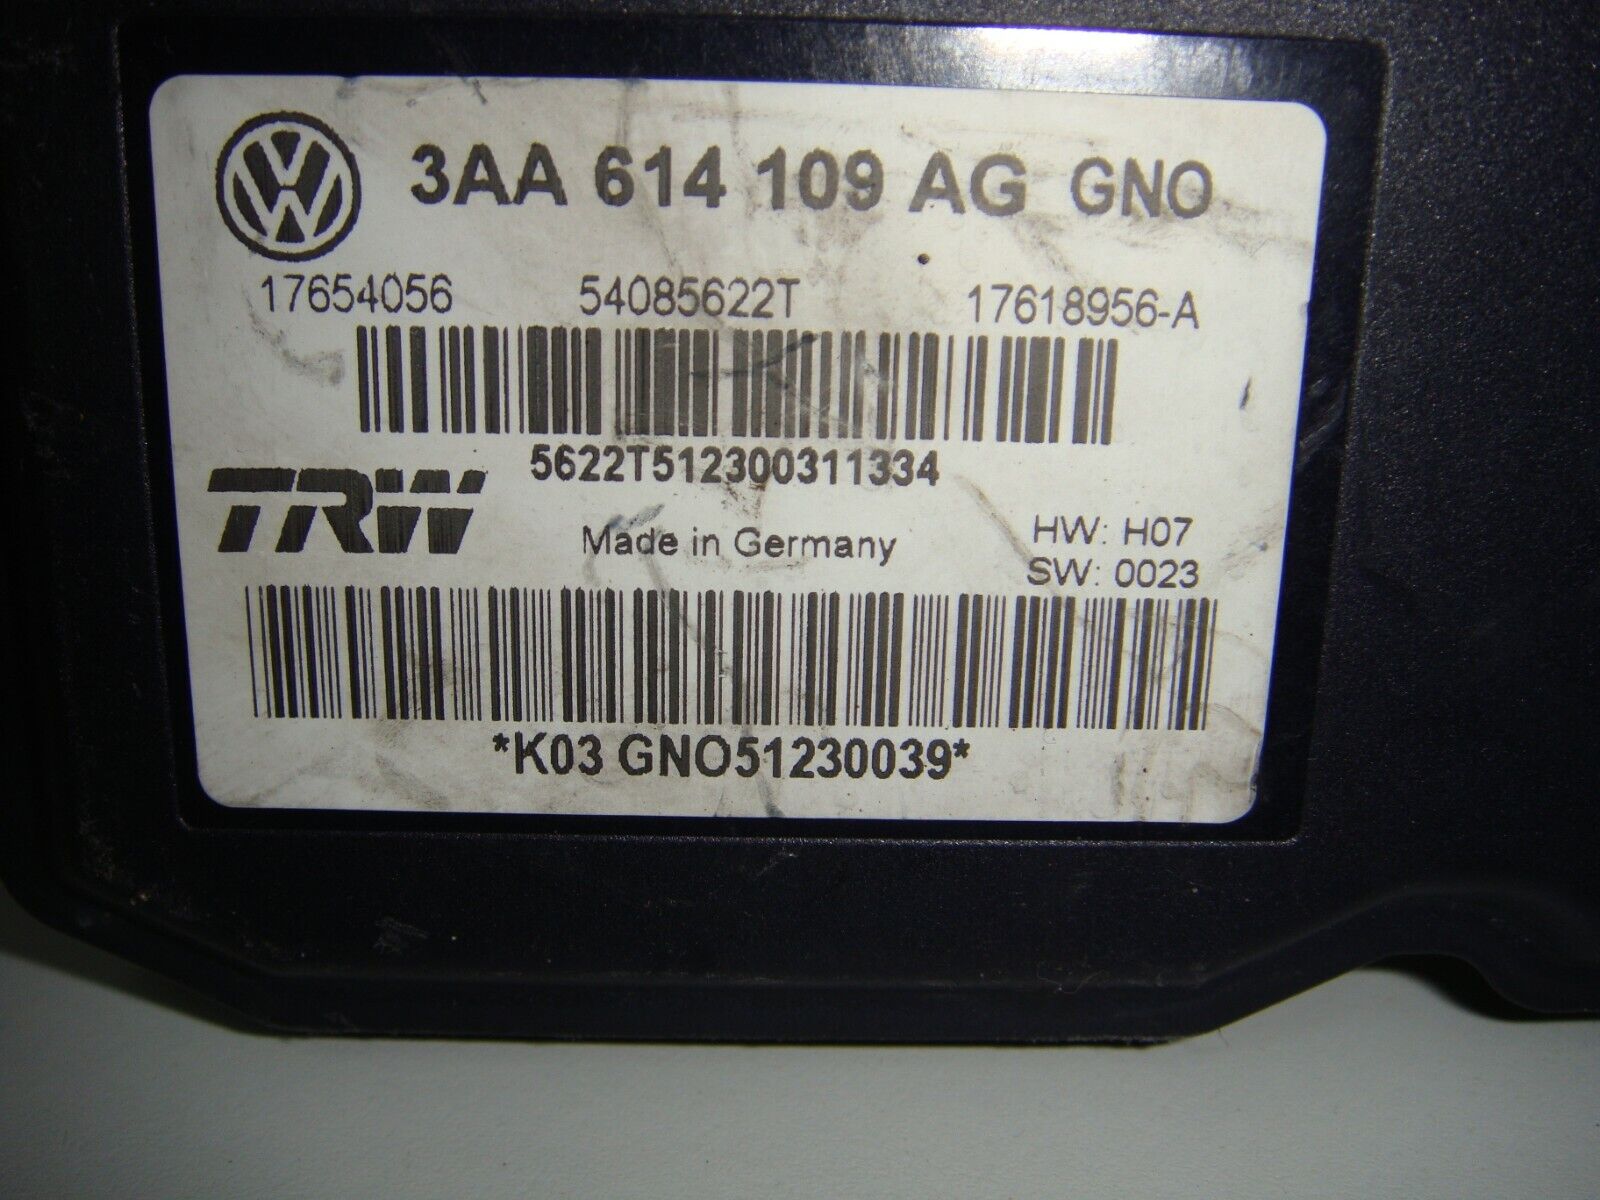 3AA 614 109 AG GNO
17654056 54085622T 17618956-A
5622T512300311334
TRW
Made in Germany
HW: H07
SW: 0023
*K03 GNO51230039*